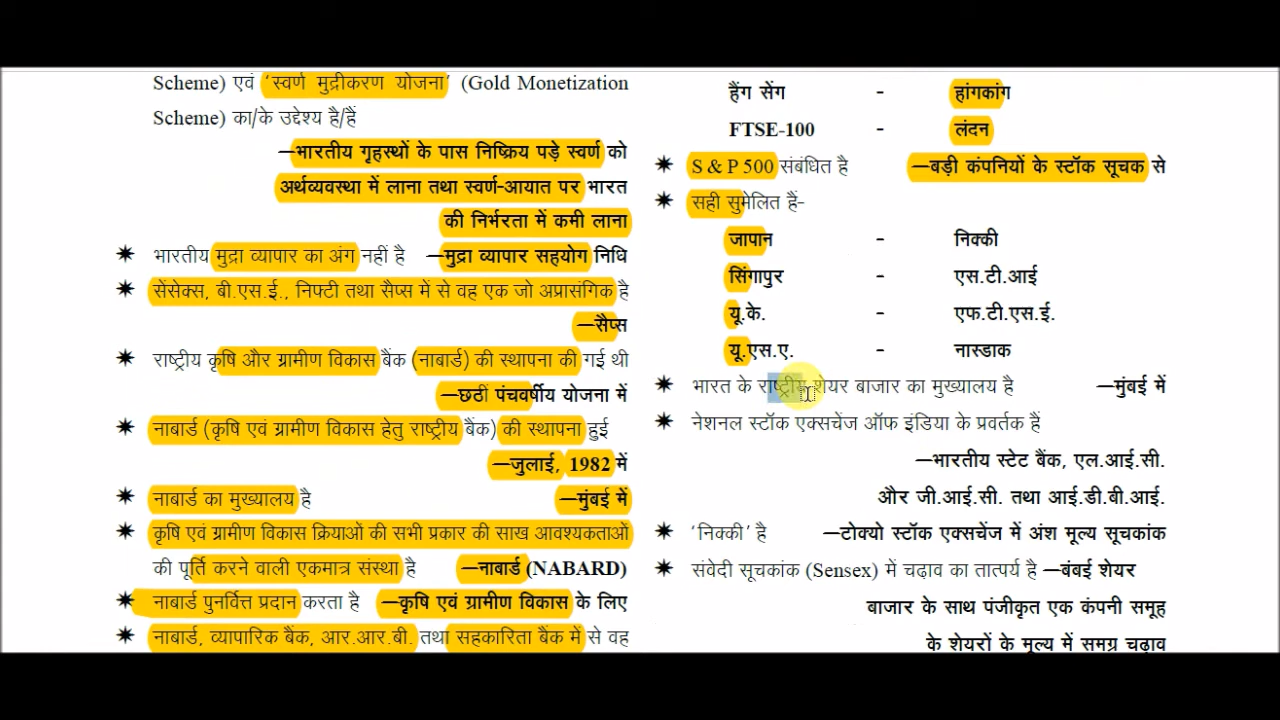 Scheme) एवं 'स्वर्ण मुद्रीकरण योजना' (Gold Monetization
Scheme) का/के उद्देश्य है/हैं
—भारतीय गृहस्थों के पास निष्क्रिय पड़े स्वर्ण को
अर्थव्यवस्था में लाना तथा स्वर्ण-आयात पर भारत
की निर्भरता में कमी लाना
✷ भारतीय मुद्रा व्यापार का अंग नहीं है —मुद्रा व्यापार सहयोग निधि
✷ सेंसेक्स, बी.एस.ई., निफ्टी तथा सैप्स में से वह एक जो अप्रासंगिक है
—सैप्स
राष्ट्रीय कृषि और ग्रामीण विकास बैंक (नाबार्ड) की स्थापना की गई थी
—छठीं पंचवर्षीय योजना में
✷ नाबार्ड (कृषि एवं ग्रामीण विकास हेतु राष्ट्रीय बैंक) की स्थापना हुई
—जुलाई, 1982 में
✷ नाबार्ड का मुख्यालय है —मुंबई में
✷ कृषि एवं ग्रामीण विकास क्रियाओं की सभी प्रकार की साख आवश्यकताओं
की पूर्ति करने वाली एकमात्र संस्था है —नाबार्ड (NABARD)
✷ नाबार्ड पुनर्वित्त प्रदान करता है —कृषि एवं ग्रामीण विकास के लिए
✷ नाबार्ड, व्यापारिक बैंक, आर.आर.बी. तथा सहकारिता बैंक में से वह
हैंग सेंग - हांगकांग
FTSE-100 - लंदन
✷ S & P 500 संबंधित है —बड़ी कंपनियों के स्टॉक सूचक से
✷ सही सुमेलित हैं-
जापान - निक्की
सिंगापुर - एस.टी.आई
यू.के. - एफ.टी.एस.ई.
यू.एस.ए. - नास्डाक
✷ भारत के राष्ट्रीय शेयर बाजार का मुख्यालय है —मुंबई में
✷ नेशनल स्टॉक एक्सचेंज ऑफ इंडिया के प्रवर्तक हैं
—भारतीय स्टेट बैंक, एल.आई.सी.
और जी.आई.सी. तथा आई.डी.बी.आई.
✷ 'निक्की' है —टोक्यो स्टॉक एक्सचेंज में अंश मूल्य सूचकांक
✷ संवेदी सूचकांक (Sensex) में चढ़ाव का तात्पर्य है —बंबई शेयर
बाजार के साथ पंजीकृत एक कंपनी समूह
के शेयरों के मूल्य में समग्र चढ़ाव